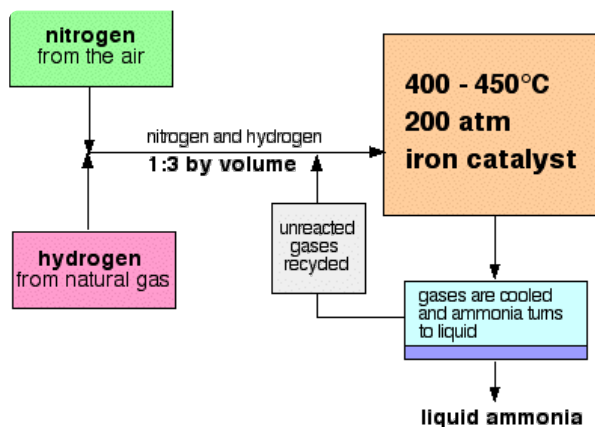 nitrogen
from the air
400 - 450°C
200 atm
iron catalyst
nitrogen and hydrogen
1:3 by volume
unreacted
gases
recycled
hydrogen
from natural gas
gases are cooled
and ammonia turns
to liquid
liquid ammonia